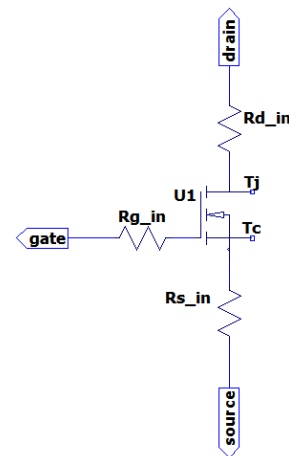 drain
Rd_in
Tj
U1
Rg_in
gate
Tc
Rs_in
source